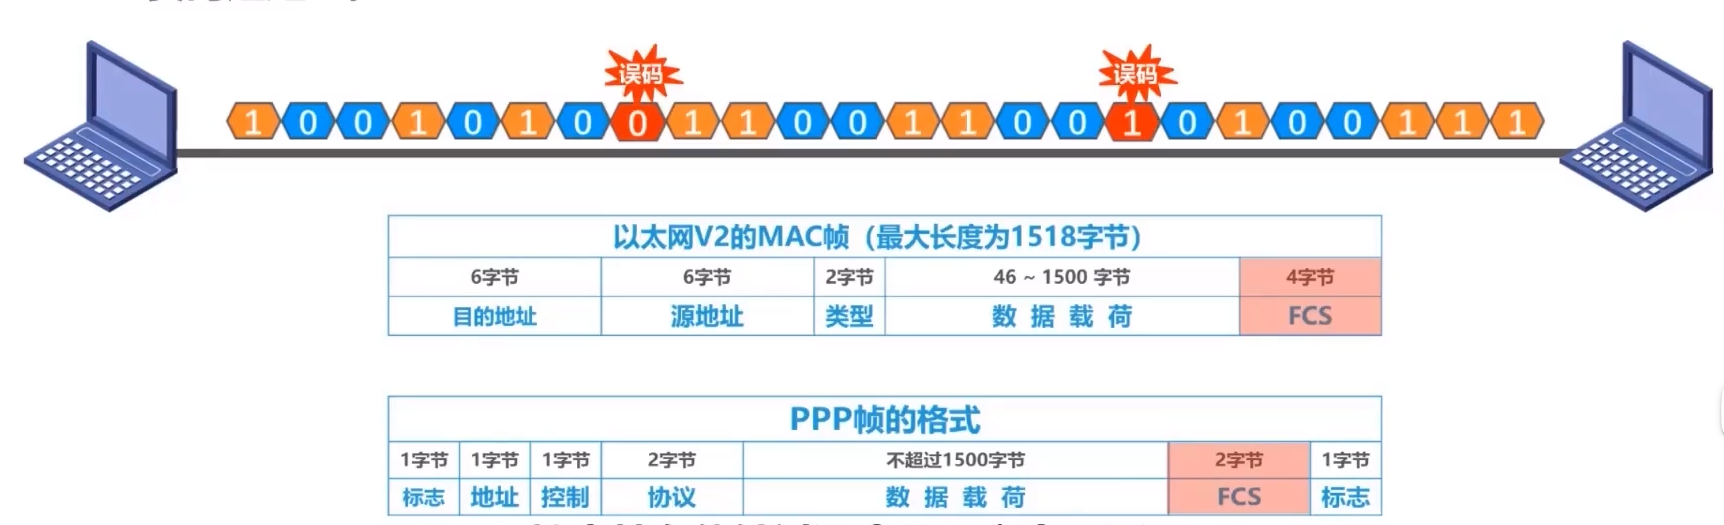 误码 误码
1 0 0 1 0 1 0 0 1 1 0 0 1 1 0 0 1 0 1 0 0 1 1 1
以太网V2的MAC帧（最大长度为1518字节）
6字节 6字节 2字节 46 ~ 1500 字节 4字节
目的地址 源地址 类型 数 据 载 荷 FCS
PPP帧的格式
1字节 1字节 1字节 2字节 不超过1500字节 2字节 1字节
标志 地址 控制 协议 数 据 载 荷 FCS 标志